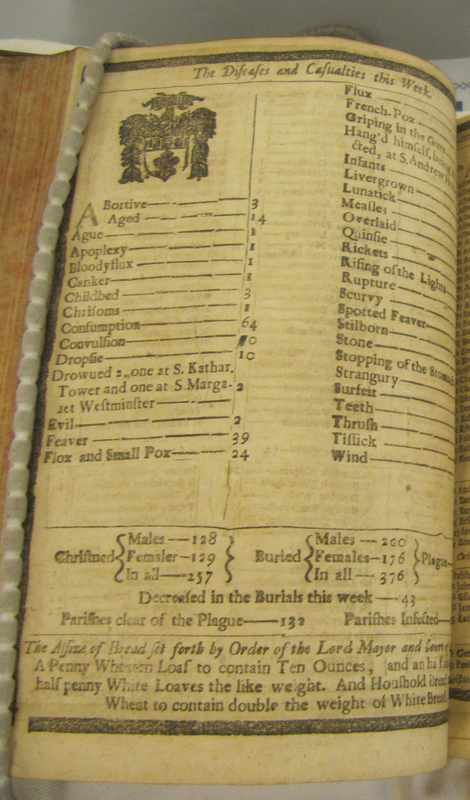 The Diſeaſes and Caſualties this Week.
ABortive 3
Aged 14
Ague 1
Apoplexy 1
Bloodyflux 1
Canker 1
Childbed 3
Chriſoms 1
Conſumption 64
Convulſion
Dropſie 10
Drowned 2, one at S. Kathar.
Tower and one at S. Marga- 2
ret Weſtminſter
Evil 2
Feaver 39
Flox and Small Pox 24
Flux
French-Pox
Griping in the Guts
Hang'd himſelf,
cted, at S. Andrew
Infants
Livergrown
Lunatick
Meaſles
Overlaid
Quinſie
Rickets
Riſing of the Lights
Rupture
Scurvy
Spotted Feaver
Stilborn
Stone
Stopping of the Stomach
Strangury
Surfeit
Teeth
Thruſh
Tiſſick
Wind
Chriſtned { Males — 128 } Buried { Males — 200 } Plague
{ Females — 129 } { Females — 176 }
{ In all — 257 } { In all — 376 }
Decreaſed in the Burials this week — 43
Pariſhes clear of the Plague — 132 Pariſhes Infected
The Aſſize of Bread ſet forth by Order of the Lord Mayor and Court of
A Penny Wheaten Loaf to contain Ten Ounces, and
half penny White Loaves the like weight. And Houſhold Bread
Wheat to contain double the weight of White Bread.